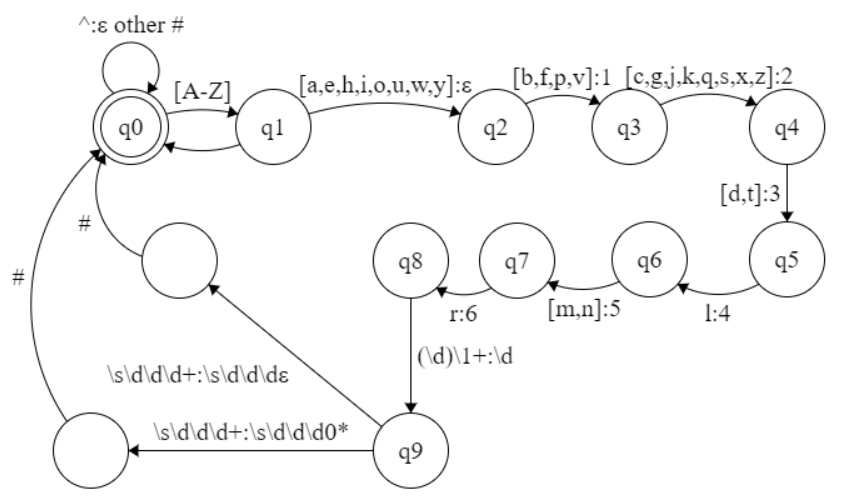 ^:ε other #
[A-Z]
[a,e,h,i,o,u,w,y]:ε
[b,f,p,v]:1
[c,g,j,k,q,s,x,z]:2
q0
q1
q2
q3
q4
[d,t]:3
#
q8
q7
q6
q5
#
r:6
[m,n]:5
l:4
(\d)\1+:\d
\s\d\d\d+:\s\d\d\dε
\s\d\d\d+:\s\d\d\d0*
q9